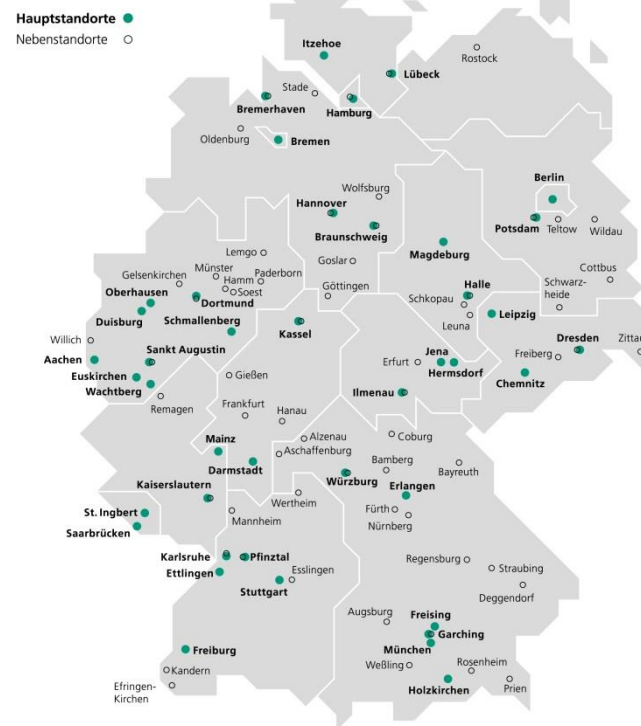 Hauptstandorte
Nebenstandorte
Itzehoe
Rostock
Lübeck
Stade
Bremerhaven
Hamburg
Oldenburg
Bremen
Berlin
Wolfsburg
Hannover
Potsdam
Teltow
Wildau
Braunschweig
Magdeburg
Lemgo
Goslar
Cottbus
Münster
Paderborn
Gelsenkirchen
Hamm
Halle
Schwarz-
heide
Oberhausen
Soest
Göttingen
Schkopau
Dortmund
Duisburg
Leipzig
Leuna
Schmallenberg
Kassel
Willich
Zittau
Sankt Augustin
Jena
Dresden
Aachen
Erfurt
Freiberg
Hermsdorf
Euskirchen
Gießen
Chemnitz
Wachtberg
Ilmenau
Remagen
Frankfurt
Hanau
Mainz
Alzenau
Coburg
Aschaffenburg
Bamberg
Darmstadt
Bayreuth
Würzburg
Kaiserslautern
Erlangen
Wertheim
St. Ingbert
Fürth
Mannheim
Nürnberg
Saarbrücken
Karlsruhe
Pfinztal
Regensburg
Straubing
Ettlingen
Esslingen
Deggendorf
Stuttgart
Augsburg
Freising
Garching
Freiburg
München
Weßling
Rosenheim
Kandern
Holzkirchen
Prien
Efringen-
Kirchen